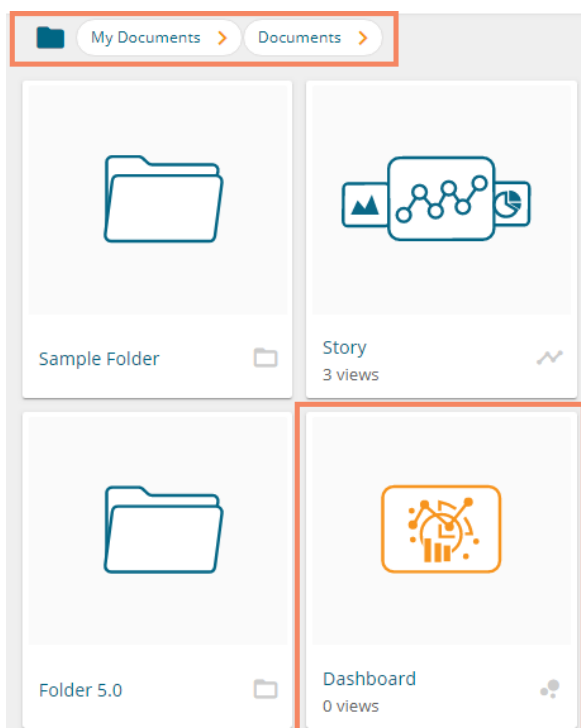 My Documents Documents
Sample Folder
Story
3 views
Folder 5.0
Dashboard
0 views